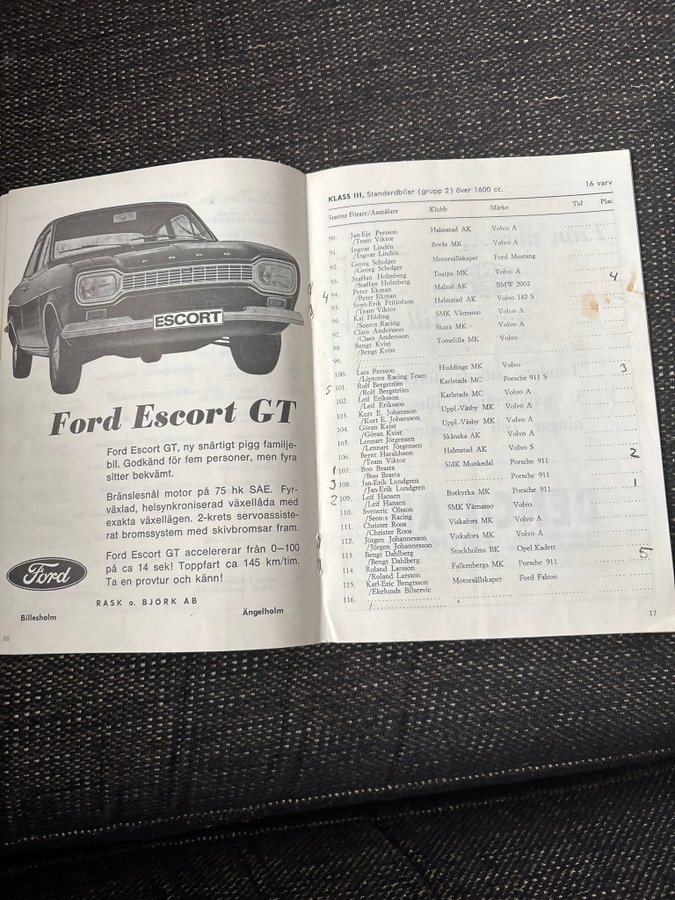 FORD
ESCORT
Ford Escort GT
Ford Escort GT, ny snärtigt pigg familje-
bil. Godkänd för fem personer, men fyra
sitter bekvämt.
Bränslesnål motor på 75 hk SAE. Fyr-
växlad, helsynkroniserad växellåda med
exakta växellägen. 2-krets servoassiste-
rat bromssystem med skivbromsar fram.
Ford Escort GT accelererar från 0—100
på ca 14 sek! Toppfart ca 145 km/tim.
Ta en provtur och känn!
Ford
RASK o. BJÖRK AB
Billesholm Ängelholm
16
KLASS III, Standardbilar (grupp 2) över 1600 cc. 16 varv
Startnr Förare/Anmälare Klubb Märke Tid Plac.
90. Jan-Eje Persson Halmstad AK Volvo A
/Team Viktor
91. Ingvar Lindén Borås MK Volvo A
/Ingvar Lindén
92. Georg Scholger Motorsällskapet Ford Mustang
/Georg Scholger
93. Staffan Holmberg Toarps MK Volvo A
/Staffan Holmberg
4 94. Peter Ekman Malmö AK BMW 2002 4
/Peter Ekman
95. Sven-Erik Fritiofson Halmstad AK Volvo 142 S
/Team Viktor
96. Kaj Hilding SMK Värnamo Volvo A
/Seeo:s Racing
97. Claes Andersson Skara MK Volvo A
/Claes Andersson
98. Bengt Kvist Tomelilla MK Volvo
/Bengt Kvist
99.
100. Lars Persson Huddinge MK Volvo
/Liptons Racing Team
5 101. Rolf Bergström Karlstads MC Porsche 911 S 3
/Rolf Bergström
102. Leif Eriksson Karlstads MC Volvo A
/Leif Eriksson
103. Kurt E. Johansson Uppl.-Väsby MK Volvo A
/Kurt E. Johansson
104. Göran Kvist Uppl.-Väsby MK Volvo A
/Göran Kvist
105. Lennart Jörgensen Skånska AK Volvo A
/Lennart Jörgensen
106. Bernt Haraldsson Halmstad AK Volvo S
/Team Viktor
1 107. Boo Brasta SMK Munkedal Porsche 911 2
/Boo Brasta
3 108. Jan-Erik Lundgren Porsche 911
/Jan-Erik Lundgren
2 109. Leif Hansen Botkyrka MK Porsche 911 1
/Leif Hansen
110. Sveneric Olsson SMK Värnamo Volvo
/Seeo:s Racing
111. Christer Roos Viskafors MK Volvo A
/Christer Roos
112. Jörgen Johannesson Viskafors MK Volvo A
/Jörgen Johannesson
113. Bengt Dahlberg Stockholms BK Opel Kadett
/Bengt Dahlberg
114. Roland Larsson Falkenbergs MK Porsche 911 5
/Roland Larsson
115. Karl-Eric Bengtsson Motorsällskapet Ford Falcon
/Ekelunds Bilservic
116.
/
17